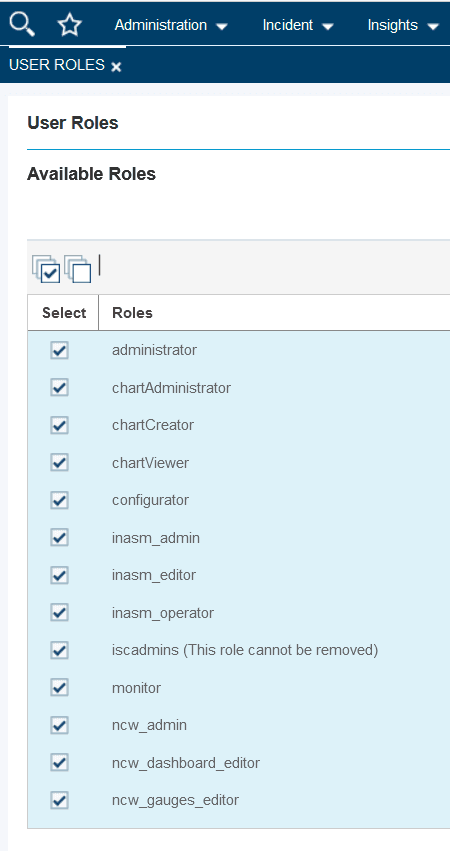 Administration Incident Insights
USER ROLES ×
User Roles
Available Roles
Select Roles
administrator
chartAdministrator
chartCreator
chartViewer
configurator
inasm_admin
inasm_editor
inasm_operator
iscadmins (This role cannot be removed)
monitor
ncw_admin
ncw_dashboard_editor
ncw_gauges_editor